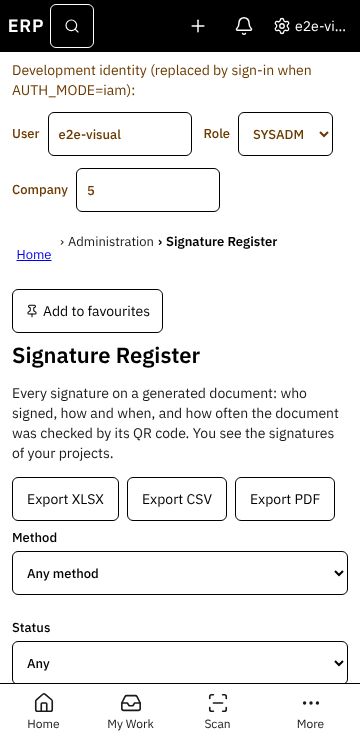 ERP
e2e-vi...
Development identity (replaced by sign-in when
AUTH_MODE=iam):
User e2e-visual Role SYSADM
Company 5
Home › Administration › Signature Register
Add to favourites
Signature Register
Every signature on a generated document: who
signed, how and when, and how often the document
was checked by its QR code. You see the signatures
of your projects.
Export XLSX Export CSV Export PDF
Method
Any method
Status
Any
Home My Work Scan More